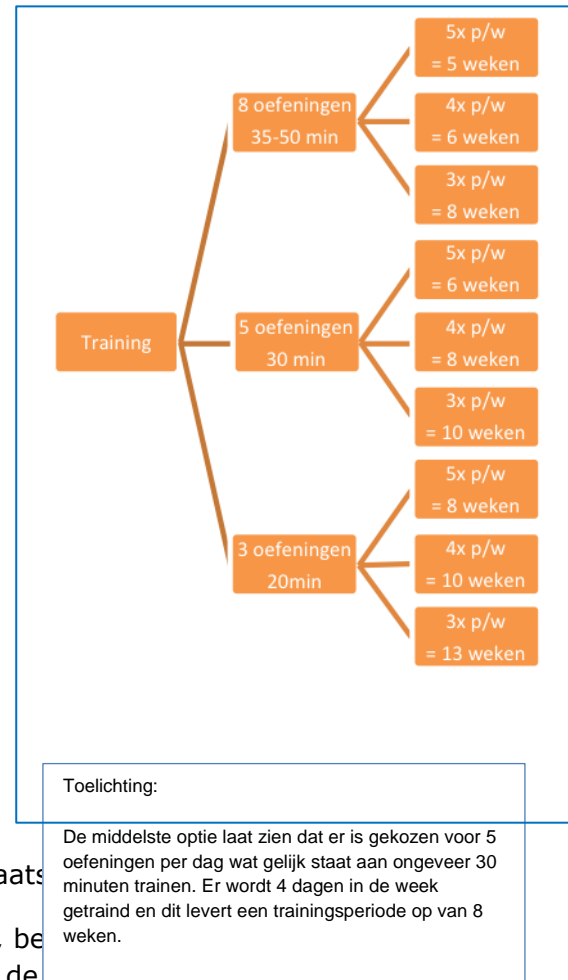 5x p/w
= 5 weken
8 oefeningen
35-50 min
4x p/w
= 6 weken
3x p/w
= 8 weken
5x p/w
= 6 weken
Training
5 oefeningen
30 min
4x p/w
= 8 weken
3x p/w
= 10 weken
5x p/w
= 8 weken
3 oefeningen
20min
4x p/w
= 10 weken
3x p/w
= 13 weken
Toelichting:
De middelste optie laat zien dat er is gekozen voor 5
oefeningen per dag wat gelijk staat aan ongeveer 30
minuten trainen. Er wordt 4 dagen in de week
getraind en dit levert een trainingsperiode op van 8
weken.
aats
, be
de